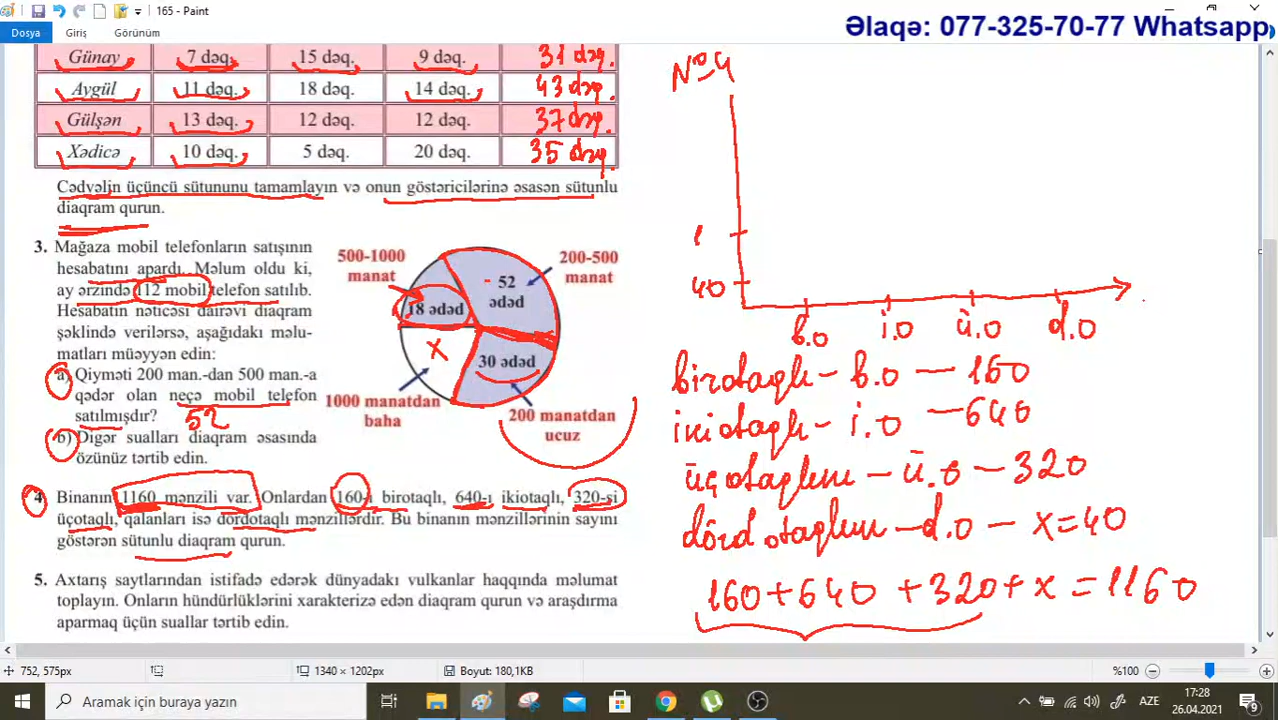 165 - Paint
Əlaqə: 077-325-70-77 Whatsapp
Dosya Giriş Görünüm
Günay 7 dəq. 15 dəq. 9 dəq. 31 dəq.
Aygül 11 dəq. 18 dəq. 14 dəq. 43 dəq.
Gülşən 13 dəq. 12 dəq. 12 dəq. 37 dəq.
Xədicə 10 dəq. 5 dəq. 20 dəq. 35 dəq.
Cədvəlin üçüncü sütununu tamamlayın və onun göstəricilərinə əsasən sütunlu
diaqram qurun.
3. Mağaza mobil telefonların satışının
hesabatını apardı. Məlum oldu ki,
ay ərzində 112 mobil telefon satılıb.
Hesabatın nəticəsi dairəvi diaqram
şəklində verilərsə, aşağıdakı məlu-
matları müəyyən edin:
a) Qiyməti 200 man.-dan 500 man.-a
qədər olan neçə mobil telefon
satılmışdır? 52
b) Digər sualları diaqram əsasında
özünüz tərtib edin.
500-1000
manat
52
ədəd
200-500
manat
18 ədəd
x
30 ədəd
1000 manatdan
baha
200 manatdan
ucuz
4. Binanın 1160 mənzili var. Onlardan 160-ı birotaqlı, 640-ı ikiotaqlı, 320-si
üçotaqlı, qalanları isə dördotaqlı mənzillərdir. Bu binanın mənzillərinin sayını
göstərən sütunlu diaqram qurun.
5. Axtarış saytlarından istifadə edərək dünyadakı vulkanlar haqqında məlumat
toplayın. Onların hündürlüklərini xarakterizə edən diaqram qurun və araşdırma
aparmaq üçün suallar tərtib edin.
№4
40
b.o i.o ü.o d.o
birotaqlı - b.o - 160
ikiotaqlı - i.o - 640
üçotaqlını - ü.o - 320
dördotaqlını - d.o - x=40
160+640+320+x=1160
752, 575px 1340 × 1202px Boyut: 180,1KB %100
Aramak için buraya yazın
AZE 17:28
26.04.2021 9